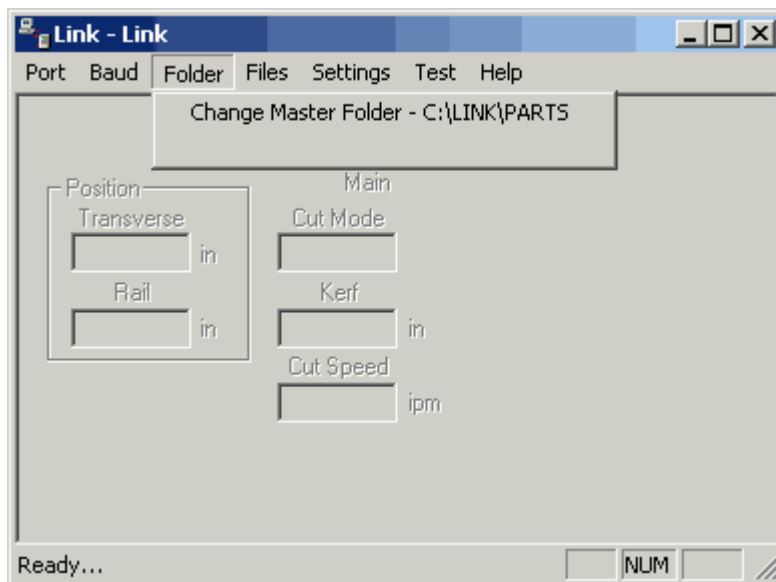 Link - Link
Port Baud Folder Files Settings Test Help
Change Master Folder - C:\LINK\PARTS
Position
Transverse
in
Rail
in
Main
Cut Mode
Kerf
in
Cut Speed
ipm
Ready...
NUM